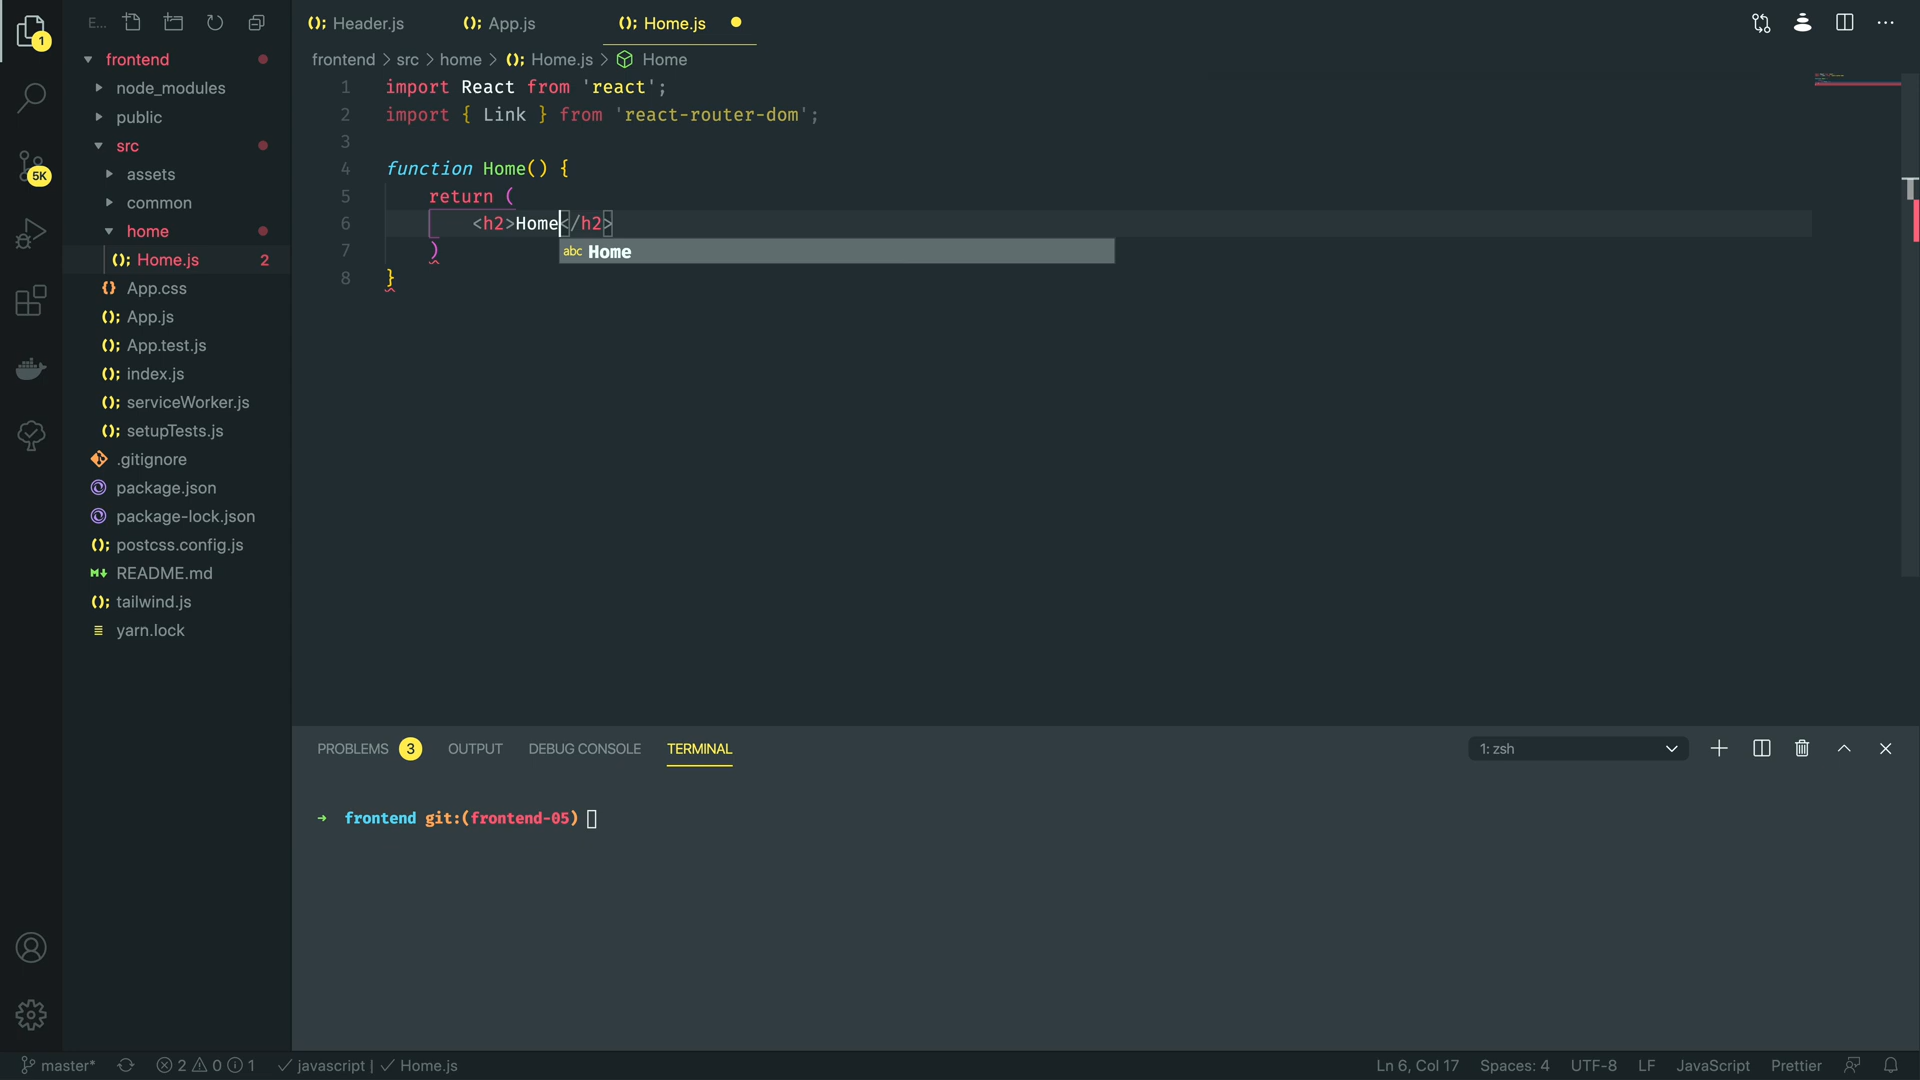 E...
Header.js
App.js
Home.js
1
frontend
frontend > src > home > Home.js > Home
node_modules
public
src
assets
common
home
Home.js 2
App.css
App.js
App.test.js
index.js
serviceWorker.js
setupTests.js
.gitignore
package.json
package-lock.json
postcss.config.js
README.md
tailwind.js
yarn.lock
5K
1 import React from 'react';
2 import { Link } from 'react-router-dom';
3
4 function Home() {
5 return (
6 <h2>Home</h2>
7 )
8 }
abc Home
PROBLEMS 3 OUTPUT DEBUG CONSOLE TERMINAL
1: zsh
→ frontend git:(frontend-05)
master* 2 0 1 javascript | Home.js
Ln 6, Col 17 Spaces: 4 UTF-8 LF JavaScript Prettier